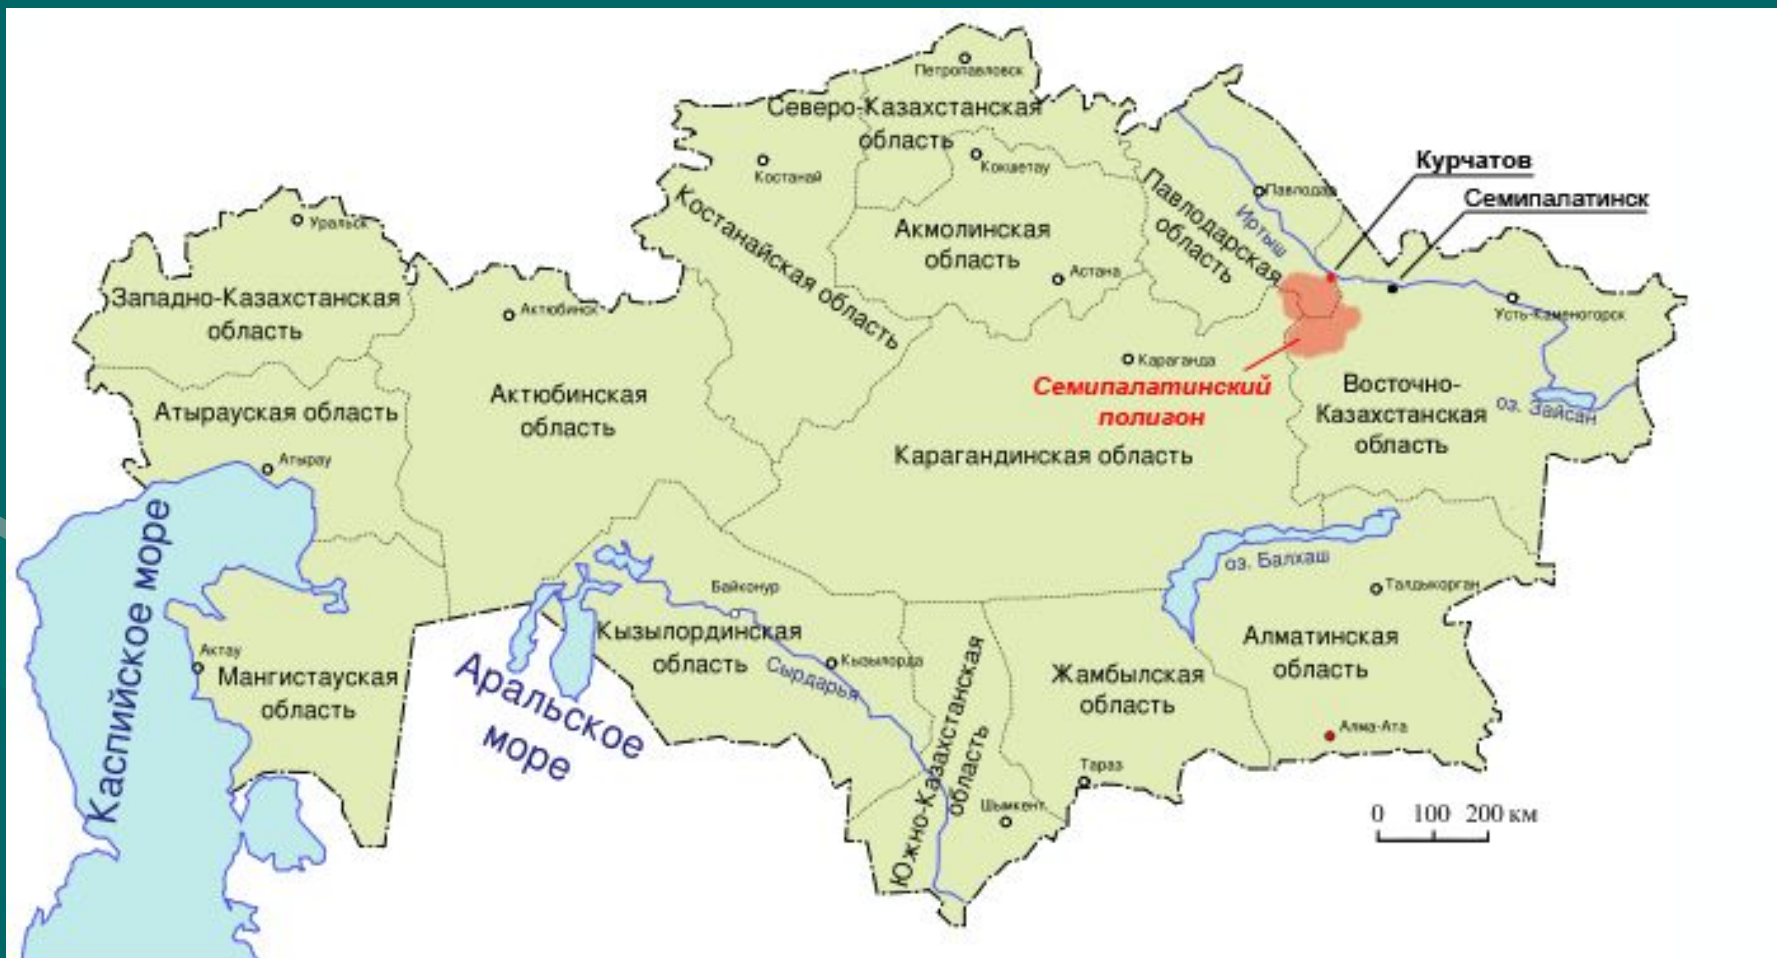 Петропавловск
Северо-Казахстанская
область
Костанай
Кокшетау
Костанайская область
Акмолинская
область
Астана
Павлодарская
область
Павлодар
Иртыш
Курчатов
Семипалатинск
Уральск
Западно-Казахстанская
область
Актюбинск
Усть-Каменогорск
Караганда
Семипалатинский
полигон
Восточно-
Казахстанская
область
оз. Зайсан
Атырауская область
Актюбинская
область
Карагандинская область
Атырау
Каспийское море
оз. Балхаш
Талдыкорган
Байконур
Кызылординская
область
Кызылорда
Сырдарья
Аральское
море
Актау
Мангистауская
область
Южно-Казахстанская
область
Жамбылская
область
Алматинская
область
Алма-Ата
Тараз
Шымкент
0 100 200 км